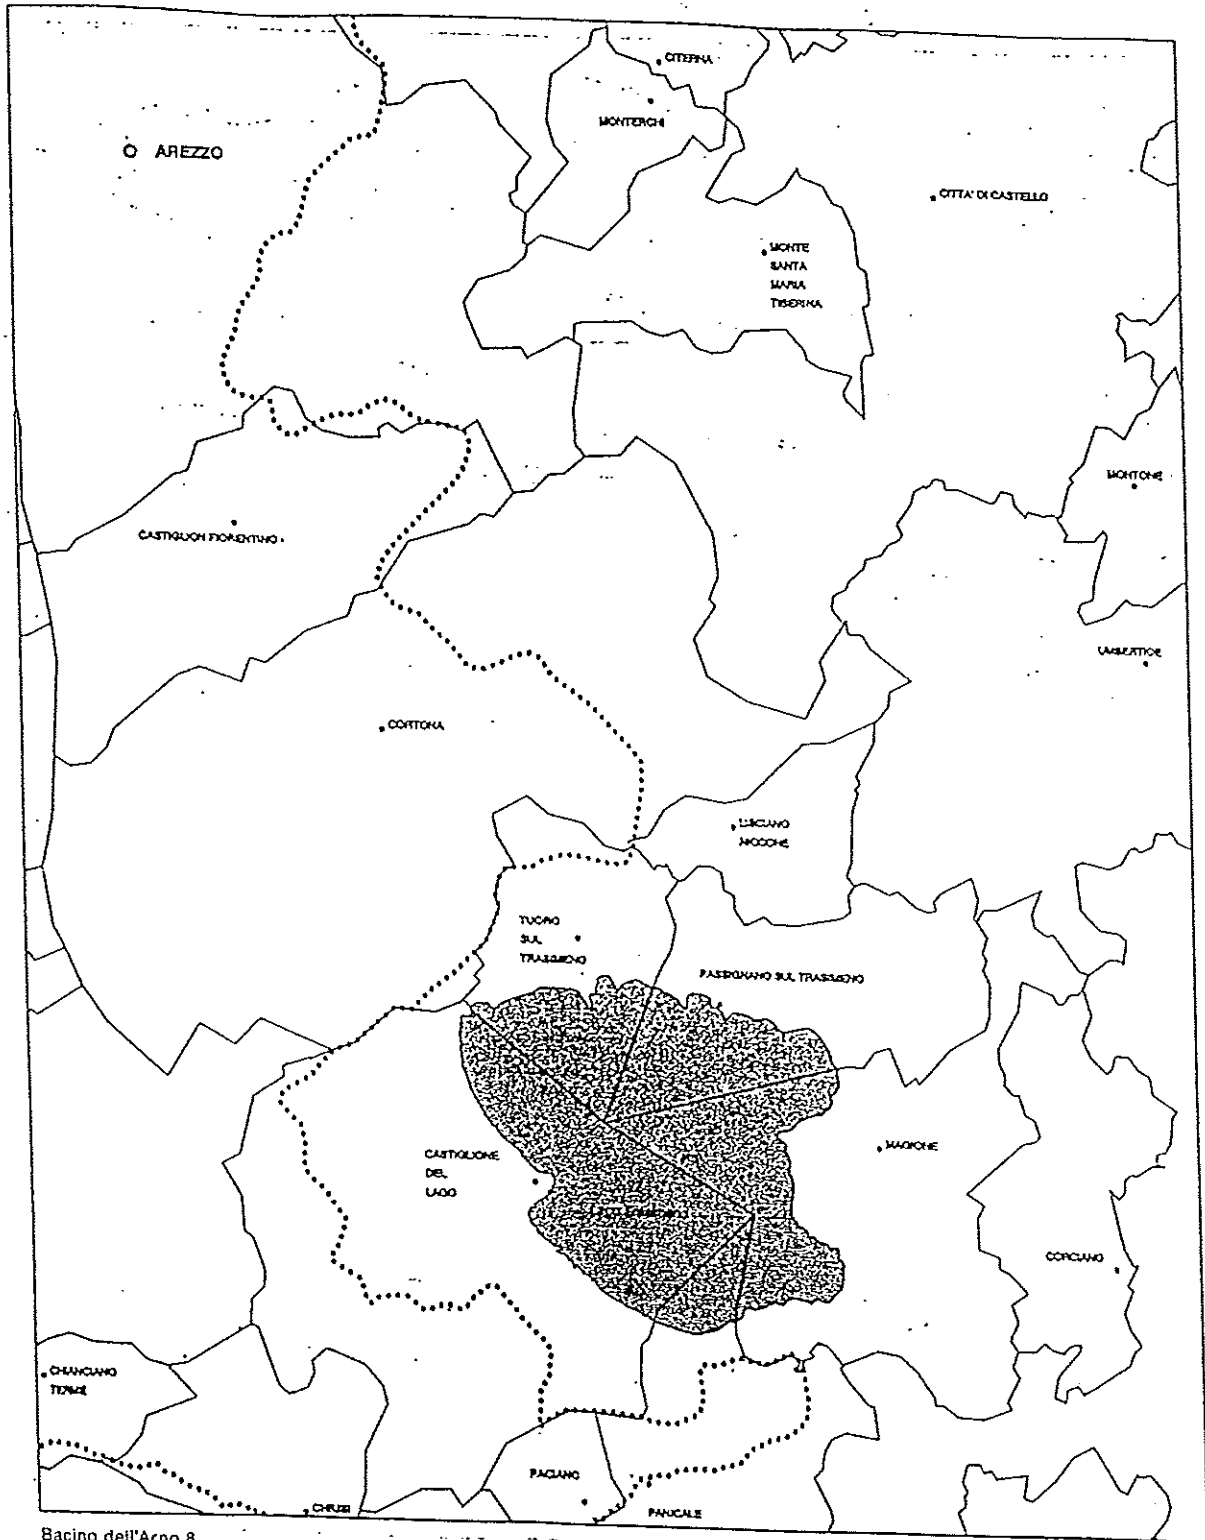 CITERNA
MONTERCHI
AREZZO
CITTA' DI CASTELLO
MONTE
SANTA
MARIA
TIBERINA
MONTONE
CASTIGLION FIORENTINO
UMBERTIDE
CORTONA
LISCIANO
NICCONE
TUORO
SUL
TRASIMENO
PASSIGNANO SUL TRASIMENO
CASTIGLIONE
DEL
LAGO
MAGIONE
CORCIANO
CHIANCIANO
TERME
PACIANO
CHIUSI
PANICALE
Bacino dell'Arno 8